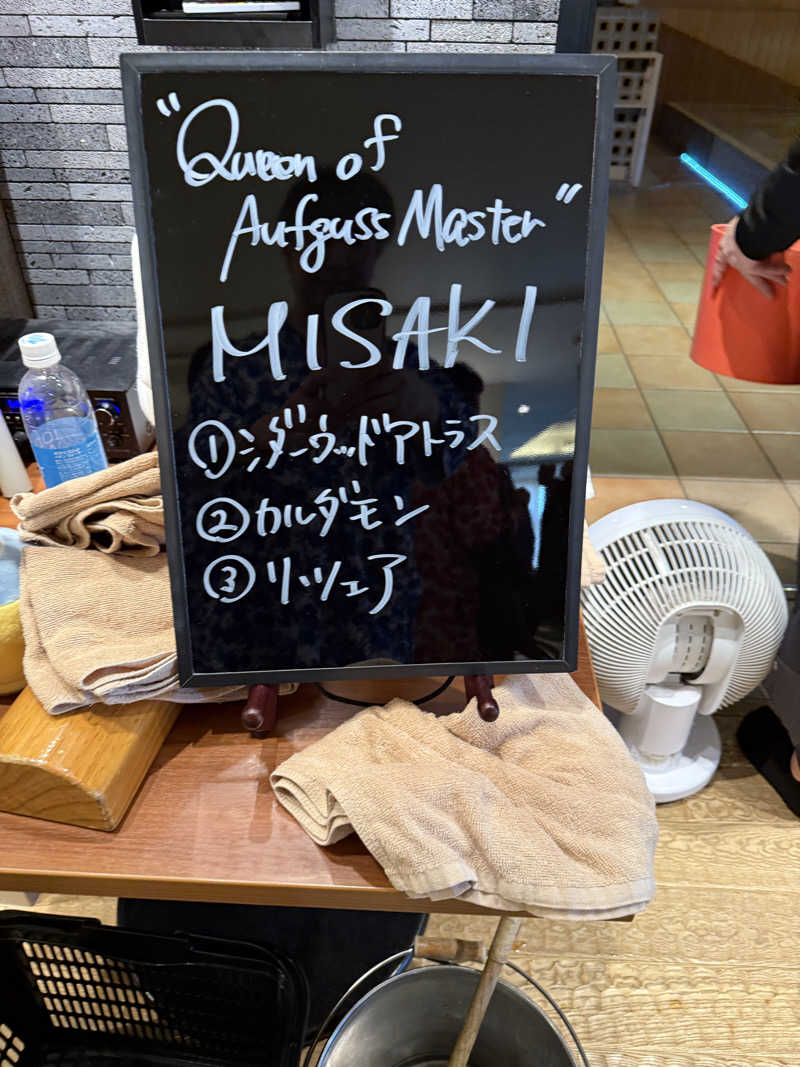 "Queen of
Aufguss Master"
MISAKI
①シダーウッドアトラス
②カルダモン
③リツェア